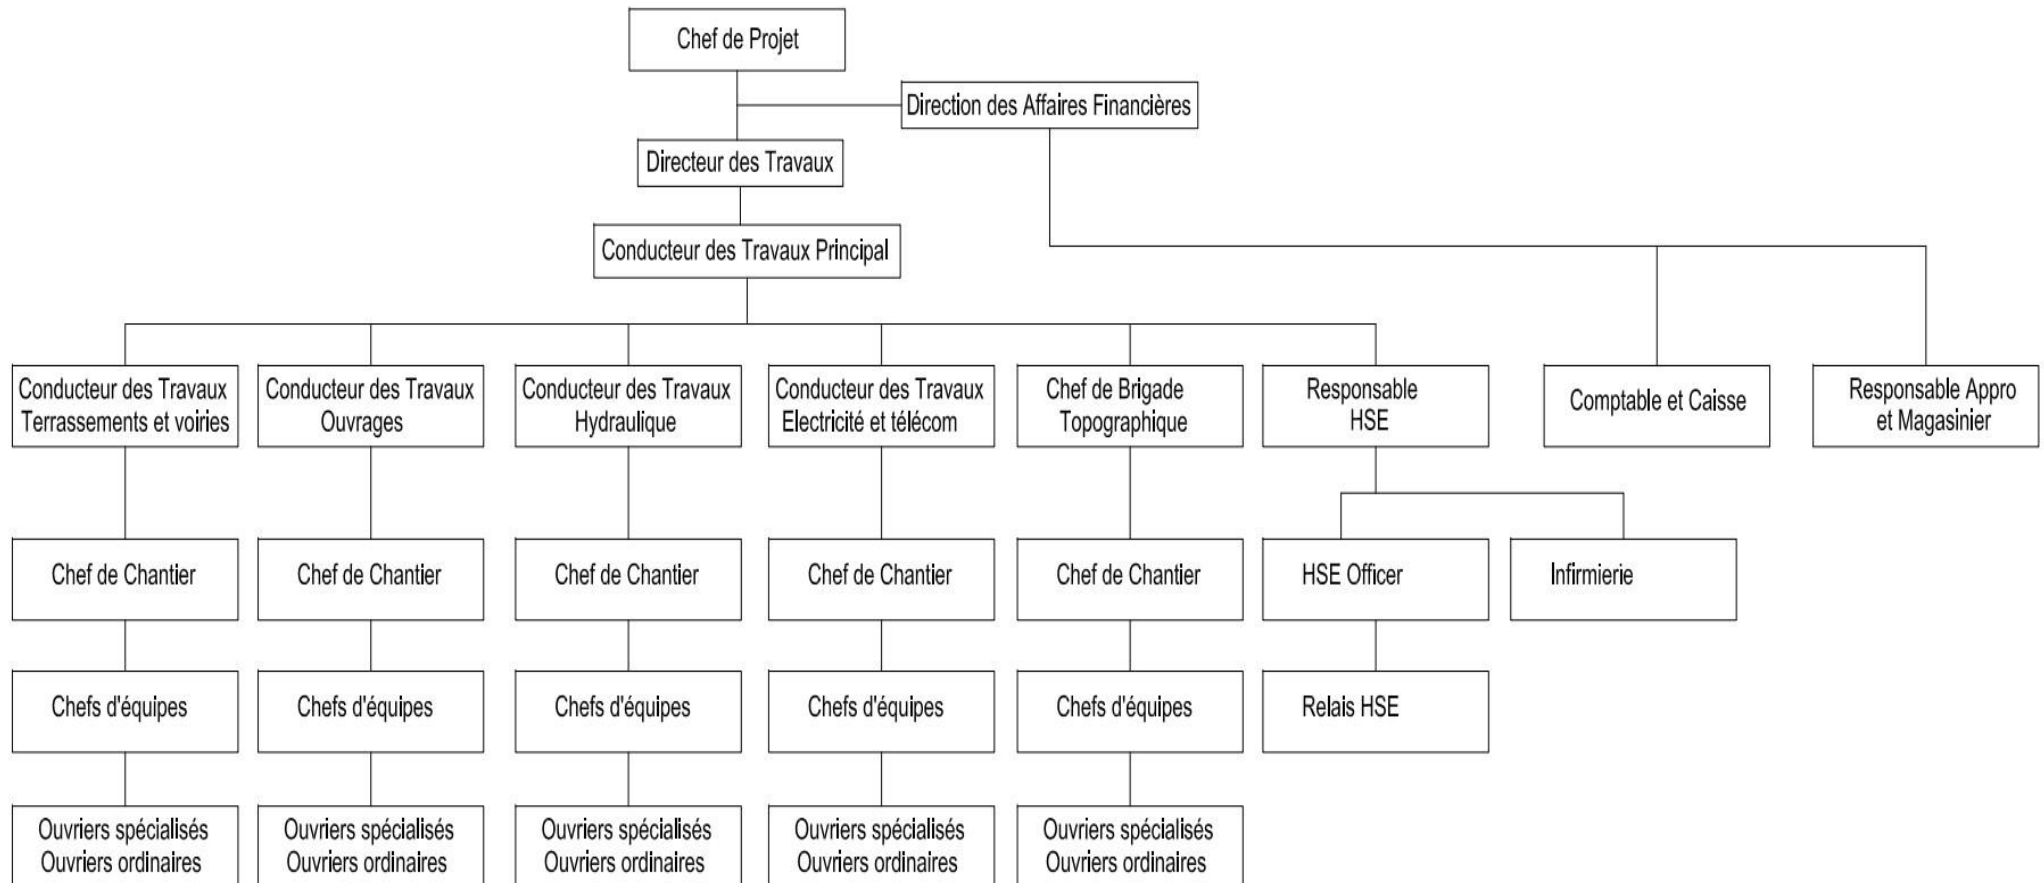 Chef de Projet
Direction des Affaires Financières
Directeur des Travaux
Conducteur des Travaux Principal
Conducteur des Travaux
Terrassements et voiries
Conducteur des Travaux
Ouvrages
Conducteur des Travaux
Hydraulique
Conducteur des Travaux
Electricité et télécom
Chef de Brigade
Topographique
Responsable
HSE
Comptable et Caisse
Responsable Appro
et Magasinier
Chef de Chantier
Chef de Chantier
Chef de Chantier
Chef de Chantier
Chef de Chantier
HSE Officer
Infirmierie
Chefs d'équipes
Chefs d'équipes
Chefs d'équipes
Chefs d'équipes
Chefs d'équipes
Relais HSE
Ouvriers spécialisés
Ouvriers ordinaires
Ouvriers spécialisés
Ouvriers ordinaires
Ouvriers spécialisés
Ouvriers ordinaires
Ouvriers spécialisés
Ouvriers ordinaires
Ouvriers spécialisés
Ouvriers ordinaires